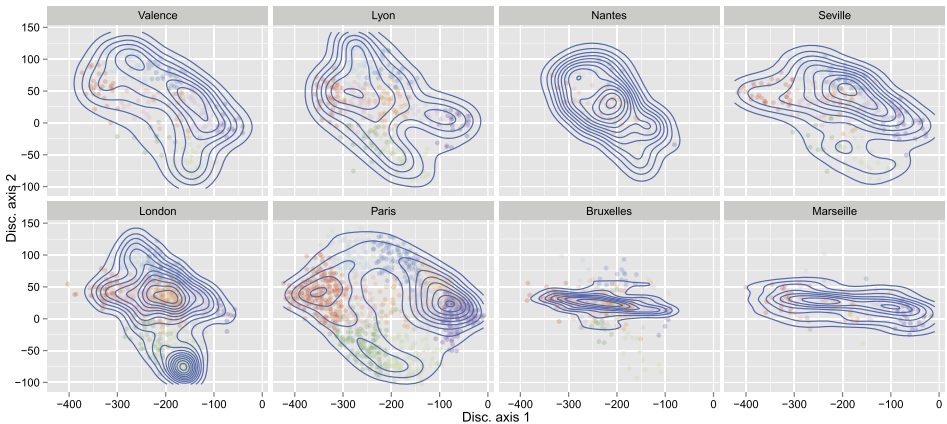 Valence Lyon Nantes Seville
150
100
50
0
−50
−100
London Paris Bruxelles Marseille
150
100
50
0
−50
−100
Disc. axis 2
−400 −300 −200 −100 0 −400 −300 −200 −100 0 −400 −300 −200 −100 0 −400 −300 −200 −100 0
Disc. axis 1